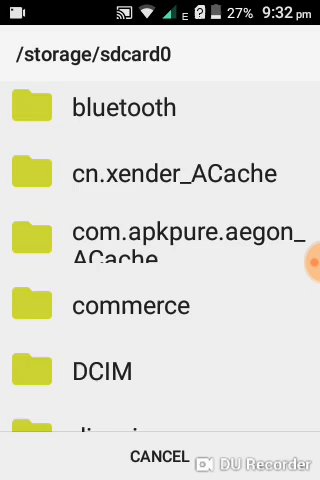 E 27% 9:32 pm
/storage/sdcard0
bluetooth
cn.xender_ACache
com.apkpure.aegon_
ACache
commerce
DCIM
CANCEL
DU Recorder